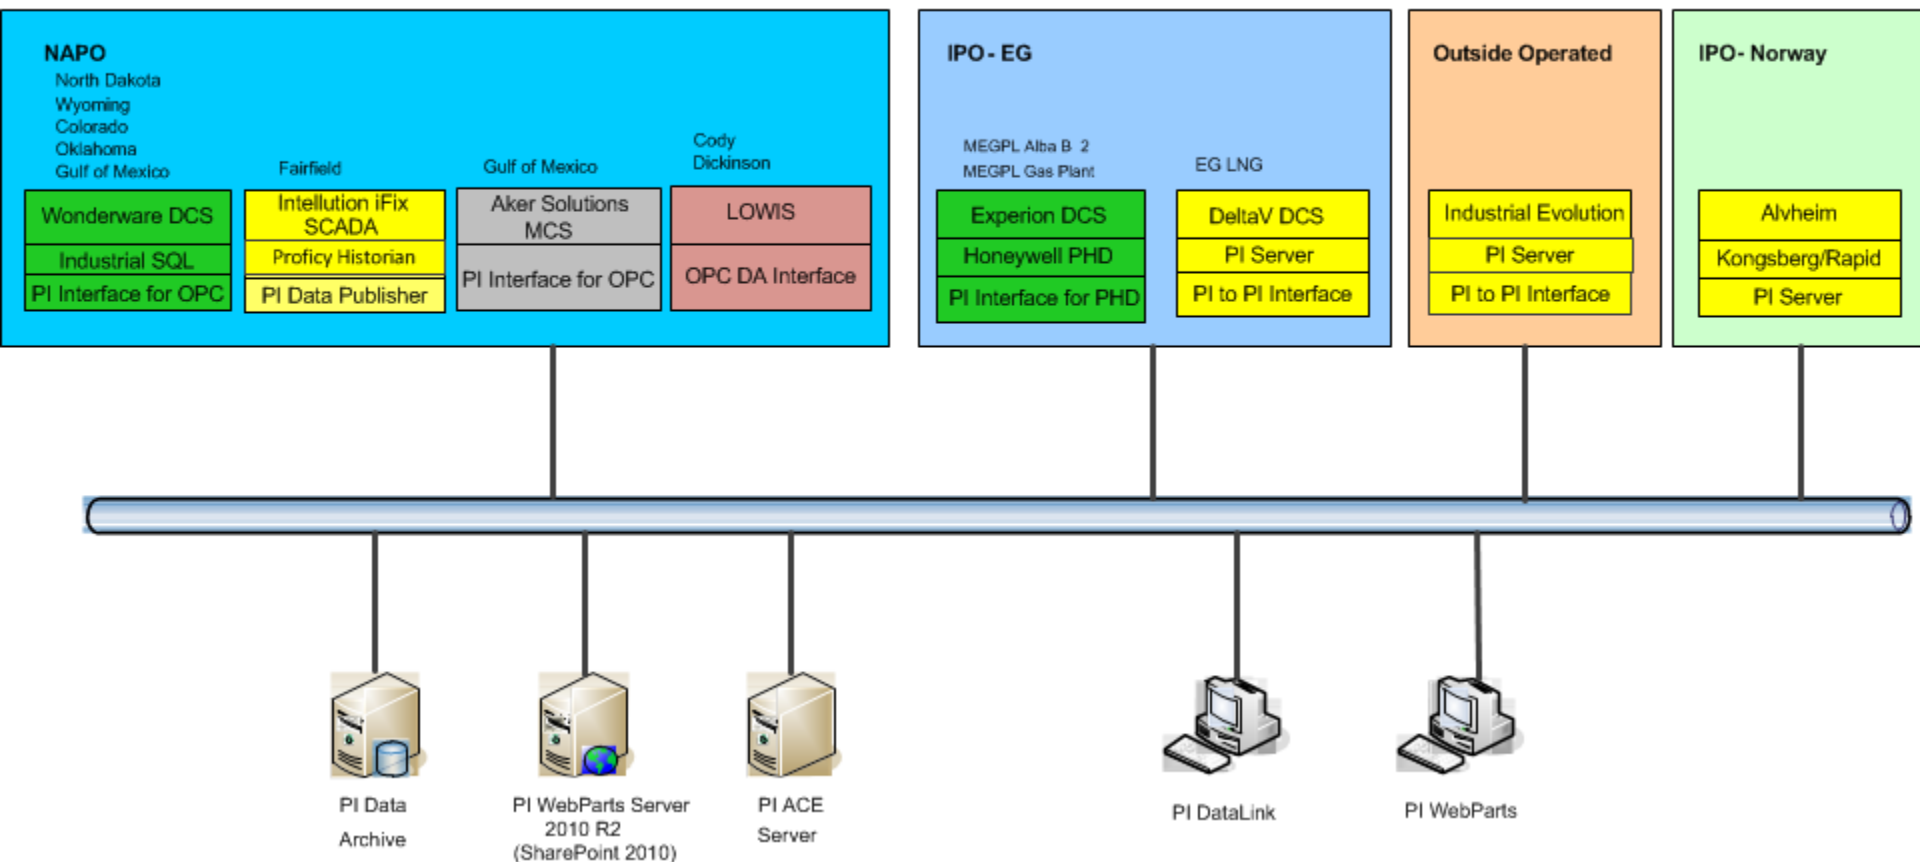 NAPO
North Dakota
Wyoming
Colorado
Oklahoma
Gulf of Mexico
Wonderware DCS
Industrial SQL
PI Interface for OPC
Fairfield
Intellution iFix
SCADA
Proficy Historian
PI Data Publisher
Gulf of Mexico
Aker Solutions
MCS
PI Interface for OPC
Cody
Dickinson
LOWIS
OPC DA Interface
IPO - EG
MEGPL Alba B 2
MEGPL Gas Plant
Experion DCS
Honeywell PHD
PI Interface for PHD
EG LNG
DeltaV DCS
PI Server
PI to PI Interface
Outside Operated
Industrial Evolution
PI Server
PI to PI Interface
IPO- Norway
Alvheim
Kongsberg/Rapid
PI Server
PI Data
Archive
PI WebParts Server
2010 R2
(SharePoint 2010)
PI ACE
Server
PI DataLink
PI WebParts